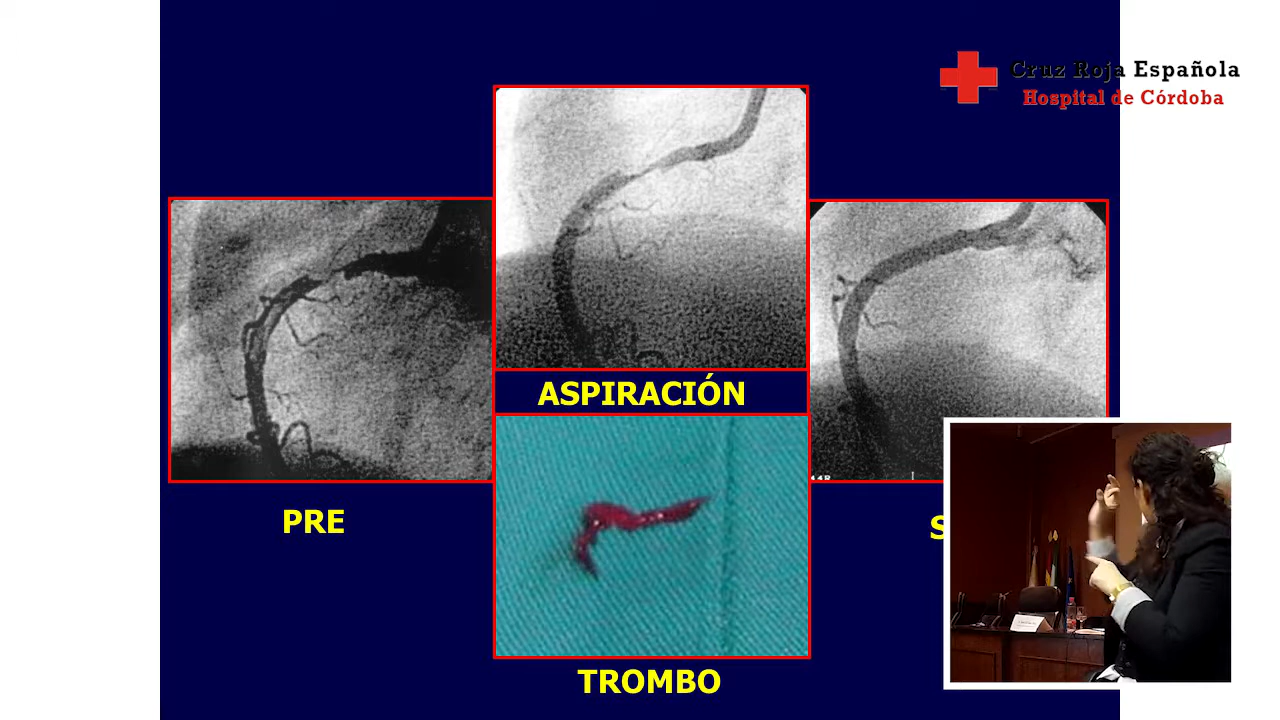 Cruz Roja Española
Hospital de Córdoba
ASPIRACIÓN
PRE
TROMBO